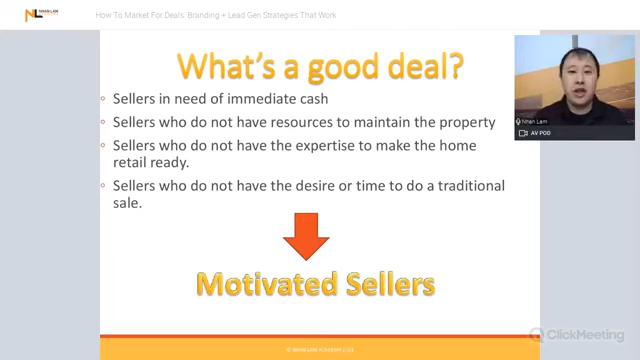 NL
NHAN LAM
How To Market For Deals: Branding + Lead Gen Strategies That Work
What's a good deal?
Sellers in need of immediate cash
Sellers who do not have resources to maintain the property
Sellers who do not have the expertise to make the home
retail ready.
Sellers who do not have the desire or time to do a traditional
sale.
Motivated Sellers
Nhan Lam
AV POD
ClickMeeting